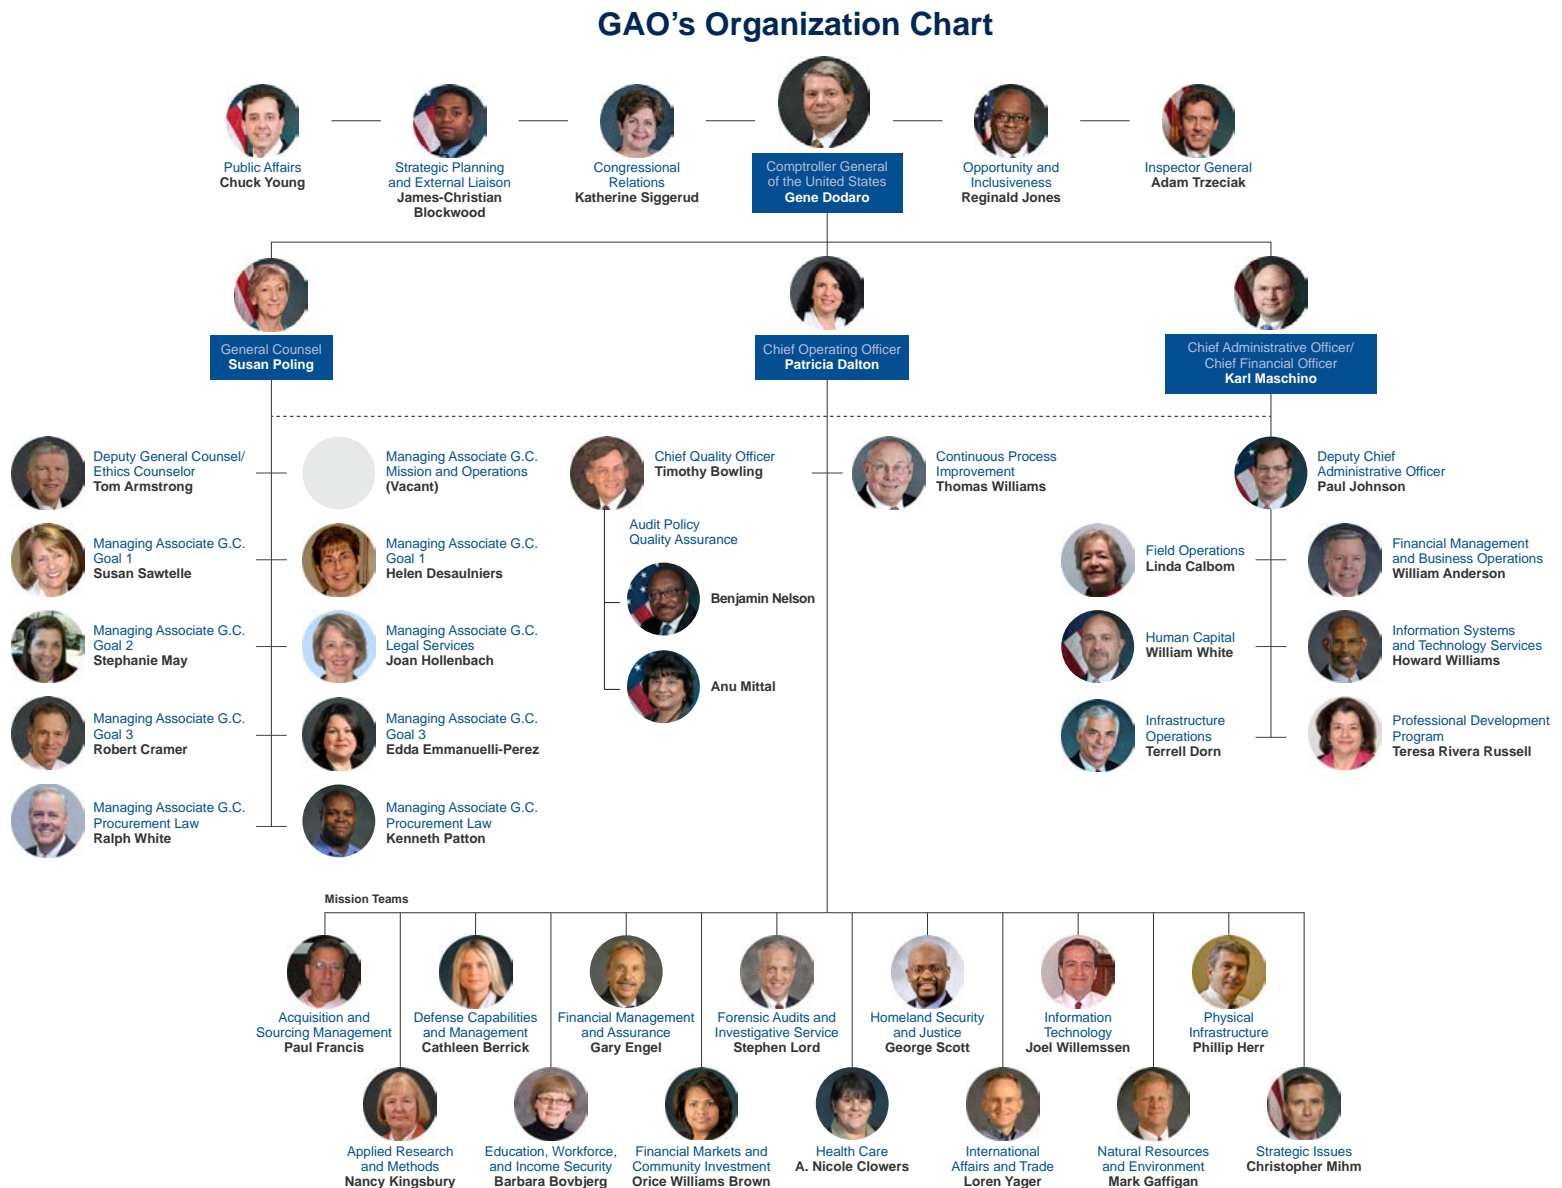 GAO’s Organization Chart
Public Affairs
Chuck Young
Strategic Planning
and External Liaison
James-Christian
Blockwood
Congressional
Relations
Katherine Siggerud
Comptroller General
of the United States
Gene Dodaro
Opportunity and
Inclusiveness
Reginald Jones
Inspector General
Adam Trzeciak
General Counsel
Susan Poling
Chief Operating Officer
Patricia Dalton
Chief Administrative Officer/
Chief Financial Officer
Karl Maschino
Deputy General Counsel/
Ethics Counselor
Tom Armstrong
Managing Associate G.C.
Mission and Operations
(Vacant)
Managing Associate G.C.
Goal 1
Susan Sawtelle
Managing Associate G.C.
Goal 1
Helen Desaulniers
Managing Associate G.C.
Goal 2
Stephanie May
Managing Associate G.C.
Legal Services
Joan Hollenbach
Managing Associate G.C.
Goal 3
Robert Cramer
Managing Associate G.C.
Goal 3
Edda Emmanuelli-Perez
Managing Associate G.C.
Procurement Law
Ralph White
Managing Associate G.C.
Procurement Law
Kenneth Patton
Chief Quality Officer
Timothy Bowling
Continuous Process
Improvement
Thomas Williams
Audit Policy
Quality Assurance
Benjamin Nelson
Anu Mittal
Deputy Chief
Administrative Officer
Paul Johnson
Field Operations
Linda Calbom
Financial Management
and Business Operations
William Anderson
Human Capital
William White
Information Systems
and Technology Services
Howard Williams
Infrastructure
Operations
Terrell Dorn
Professional Development
Program
Teresa Rivera Russell
Mission Teams
Acquisition and
Sourcing Management
Paul Francis
Defense Capabilities
and Management
Cathleen Berrick
Financial Management
and Assurance
Gary Engel
Forensic Audits and
Investigative Service
Stephen Lord
Homeland Security
and Justice
George Scott
Information
Technology
Joel Willemssen
Physical
Infrastructure
Phillip Herr
Applied Research
and Methods
Nancy Kingsbury
Education, Workforce,
and Income Security
Barbara Bovbjerg
Financial Markets and
Community Investment
Orice Williams Brown
Health Care
A. Nicole Clowers
International
Affairs and Trade
Loren Yager
Natural Resources
and Environment
Mark Gaffigan
Strategic Issues
Christopher Mihm